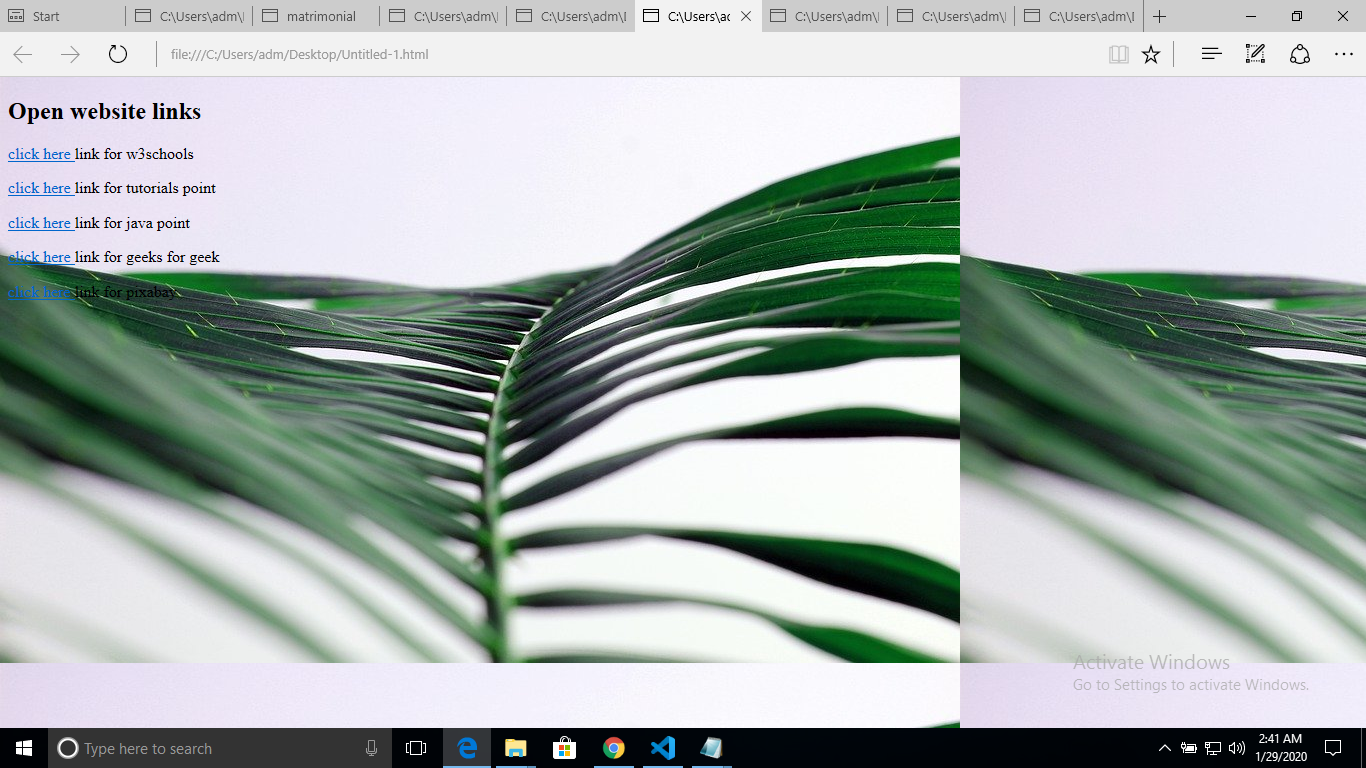 Start
C:\Users\adm\I
matrimonial
C:\Users\adm\I
C:\Users\adm\I
C:\Users\ac
C:\Users\adm\I
C:\Users\adm\I
C:\Users\adm\I
file:///C:/Users/adm/Desktop/Untitled-1.html
Open website links
click here link for w3schools
click here link for tutorials point
click here link for java point
click here link for geeks for geek
click here link for pixabay
Activate Windows
Go to Settings to activate Windows.
Type here to search
2:41 AM
1/29/2020